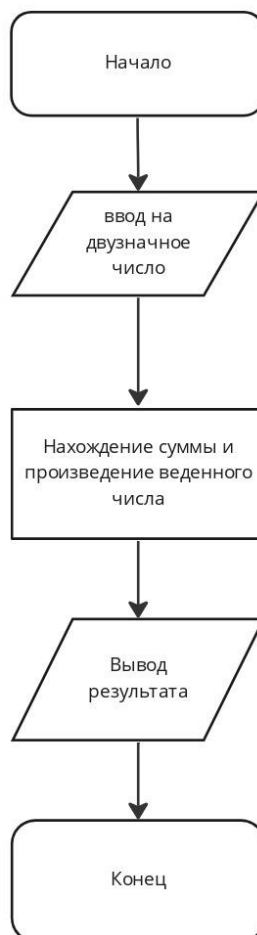 Начало
ввод на
двузначное
число
Нахождение суммы и
произведение веденного
числа
Вывод
результата
Конец